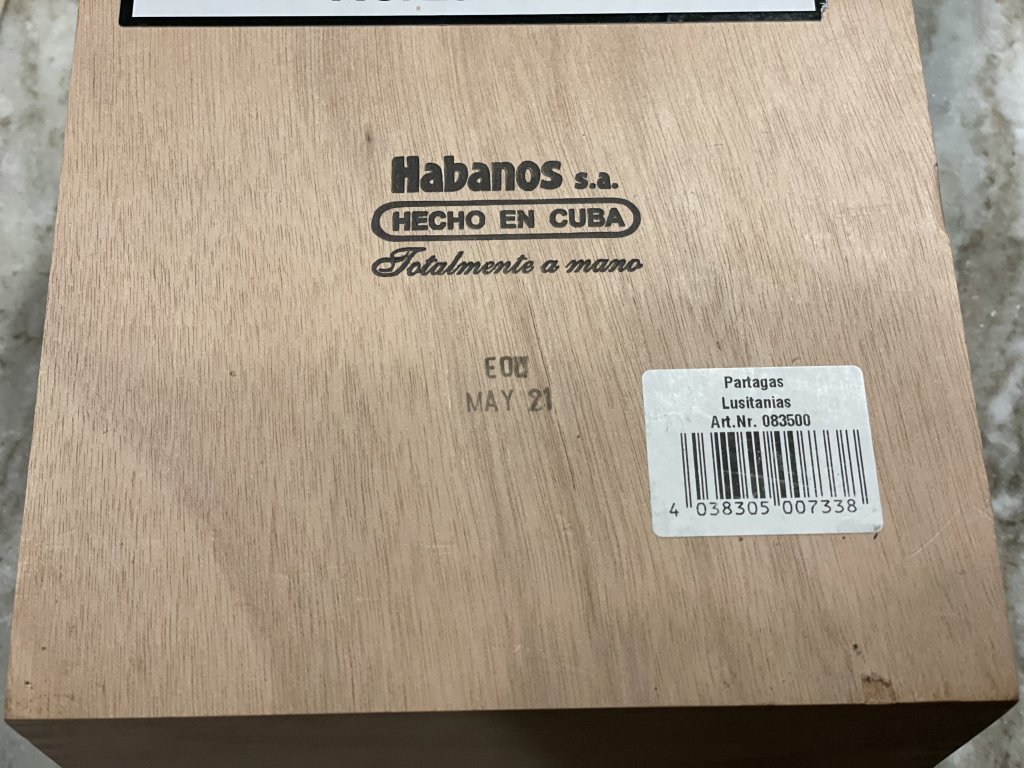 Habanos s.a.
HECHO EN CUBA
Totalmente a mano
MAY 21
Partagas
Lusitanias
Art.Nr. 083500
4 038305 007338